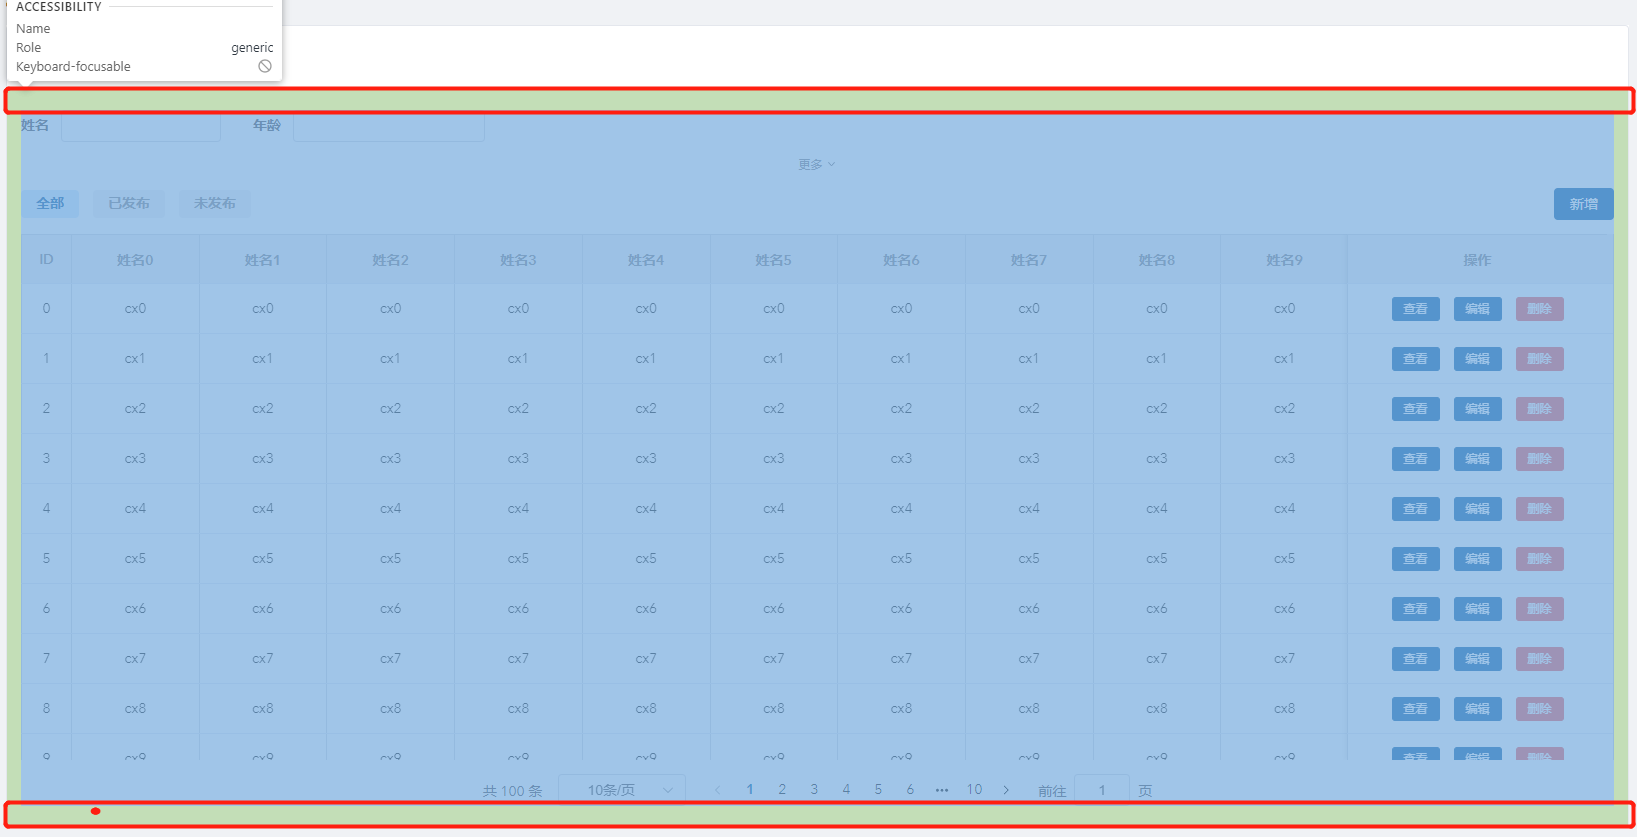 ACCESSIBILITY
Name
Role generic
Keyboard-focusable
姓名 年龄
更多
全部 已发布 未发布 新增
ID 姓名0 姓名1 姓名2 姓名3 姓名4 姓名5 姓名6 姓名7 姓名8 姓名9 操作
0 cx0 cx0 cx0 cx0 cx0 cx0 cx0 cx0 cx0 cx0 查看 编辑 删除
1 cx1 cx1 cx1 cx1 cx1 cx1 cx1 cx1 cx1 cx1 查看 编辑 删除
2 cx2 cx2 cx2 cx2 cx2 cx2 cx2 cx2 cx2 cx2 查看 编辑 删除
3 cx3 cx3 cx3 cx3 cx3 cx3 cx3 cx3 cx3 cx3 查看 编辑 删除
4 cx4 cx4 cx4 cx4 cx4 cx4 cx4 cx4 cx4 cx4 查看 编辑 删除
5 cx5 cx5 cx5 cx5 cx5 cx5 cx5 cx5 cx5 cx5 查看 编辑 删除
6 cx6 cx6 cx6 cx6 cx6 cx6 cx6 cx6 cx6 cx6 查看 编辑 删除
7 cx7 cx7 cx7 cx7 cx7 cx7 cx7 cx7 cx7 cx7 查看 编辑 删除
8 cx8 cx8 cx8 cx8 cx8 cx8 cx8 cx8 cx8 cx8 查看 编辑 删除
9 cx9 cx9 cx9 cx9 cx9 cx9 cx9 cx9 cx9 cx9 查看 编辑 删除
共 100 条 10条/页 1 2 3 4 5 6 ••• 10 前往 1 页